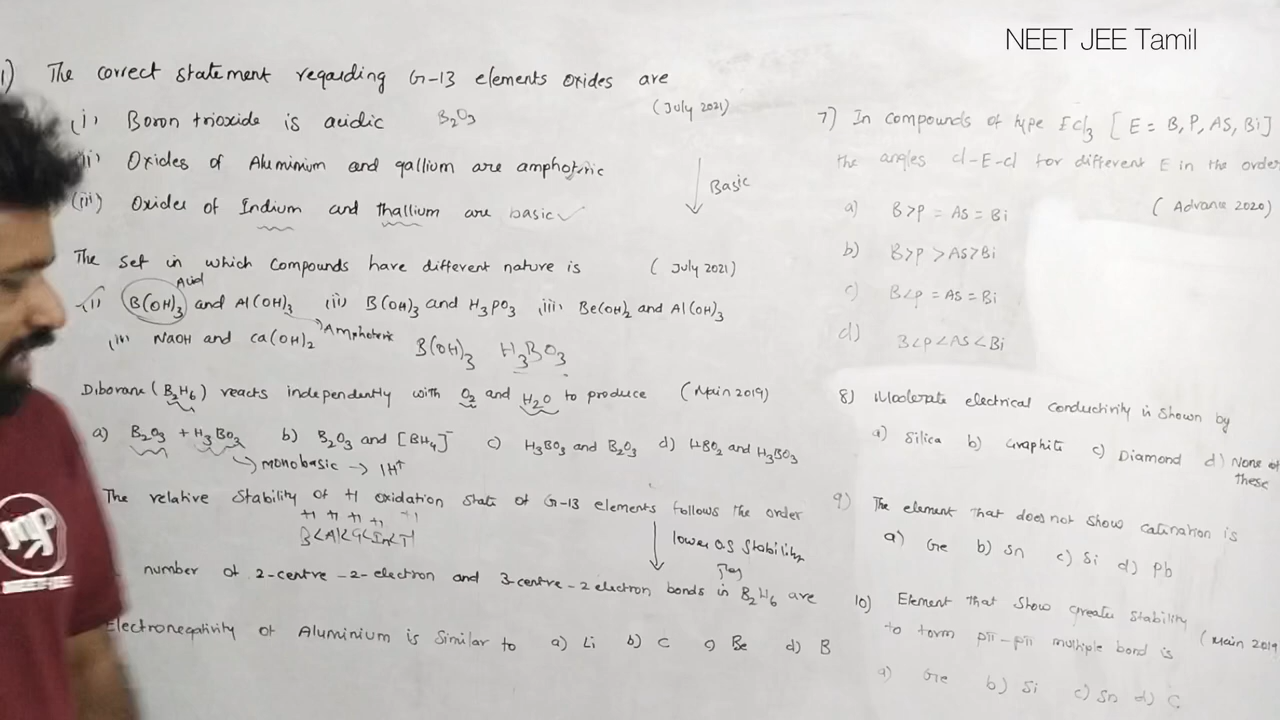 NEET JEE Tamil
1) The correct statement regarding G-13 elements oxides are
(July 2021)
(i) Boron trioxide is acidic B₂O₃
(ii) Oxides of Aluminium and gallium are amphoteric
(iii) Oxides of Indium and thallium are basic ✓
↓ Basic
The set in which compounds have different nature is (July 2021)
Acid
✓(i) B(OH)₃ and Al(OH)₃ (ii) B(OH)₃ and H₃PO₃ (iii) Be(OH)₂ and Al(OH)₃
→ Amphoteric
(iv) NaOH and Ca(OH)₂ B(OH)₃ H₃BO₃
Diborane (B₂H₆) reacts independently with O₂ and H₂O to produce (Main 2019)
a) B₂O₃ + H₃BO₃ b) B₂O₃ and [BH₄]⁻ c) H₃BO₃ and B₂O₃ d) HBO₂ and H₃BO₃
↳ monobasic → 1H⁺
The relative stability of +1 oxidation state of G-13 elements follows the order
+1 +1 +1 +1 +1
B<Al<G<In<Tl
↓ lower O.S stability
number of 2-centre-2-electron and 3-centre-2 electron bonds in B₂H₆ are
Electronegativity of Aluminium is similar to a) Li b) C c) Be d) B
7) In compounds of type ECl₃ [E = B, P, AS, Bi]
the angles cl-E-cl for different E in the order
(Advance 2020)
a) B>P = AS = Bi
b) B>P >AS>Bi
c) B<P = AS = Bi
d) B<P<AS<Bi
8) Moderate electrical conductivity is shown by
a) Silica b) Graphite c) Diamond d) None of
these
9) The element that does not show catination is
a) Ge b) Sn c) Si d) Pb
10) Element that show greater stability
to form pπ-pπ multiple bond is (Main 2019
a) Ge b) Si c) Sn d) C